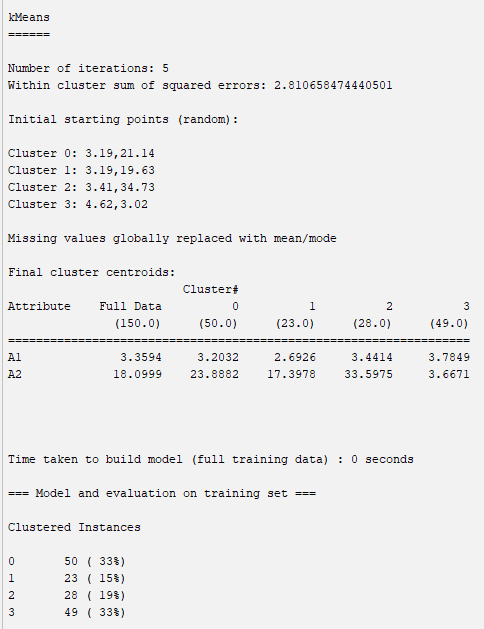 kMeans
======
Number of iterations: 5
Within cluster sum of squared errors: 2.810658474440501
Initial starting points (random):
Cluster 0: 3.19,21.14
Cluster 1: 3.19,19.63
Cluster 2: 3.41,34.73
Cluster 3: 4.62,3.02
Missing values globally replaced with mean/mode
Final cluster centroids:
Cluster#
Attribute Full Data 0 1 2 3
(150.0) (50.0) (23.0) (28.0) (49.0)
==================================================================
A1 3.3594 3.2032 2.6926 3.4414 3.7849
A2 18.0999 23.8882 17.3978 33.5975 3.6671
Time taken to build model (full training data) : 0 seconds
=== Model and evaluation on training set ===
Clustered Instances
0 50 ( 33%)
1 23 ( 15%)
2 28 ( 19%)
3 49 ( 33%)